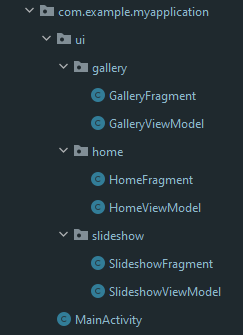 com.example.myapplication
ui
gallery
GalleryFragment
GalleryViewModel
home
HomeFragment
HomeViewModel
slideshow
SlideshowFragment
SlideshowViewModel
MainActivity